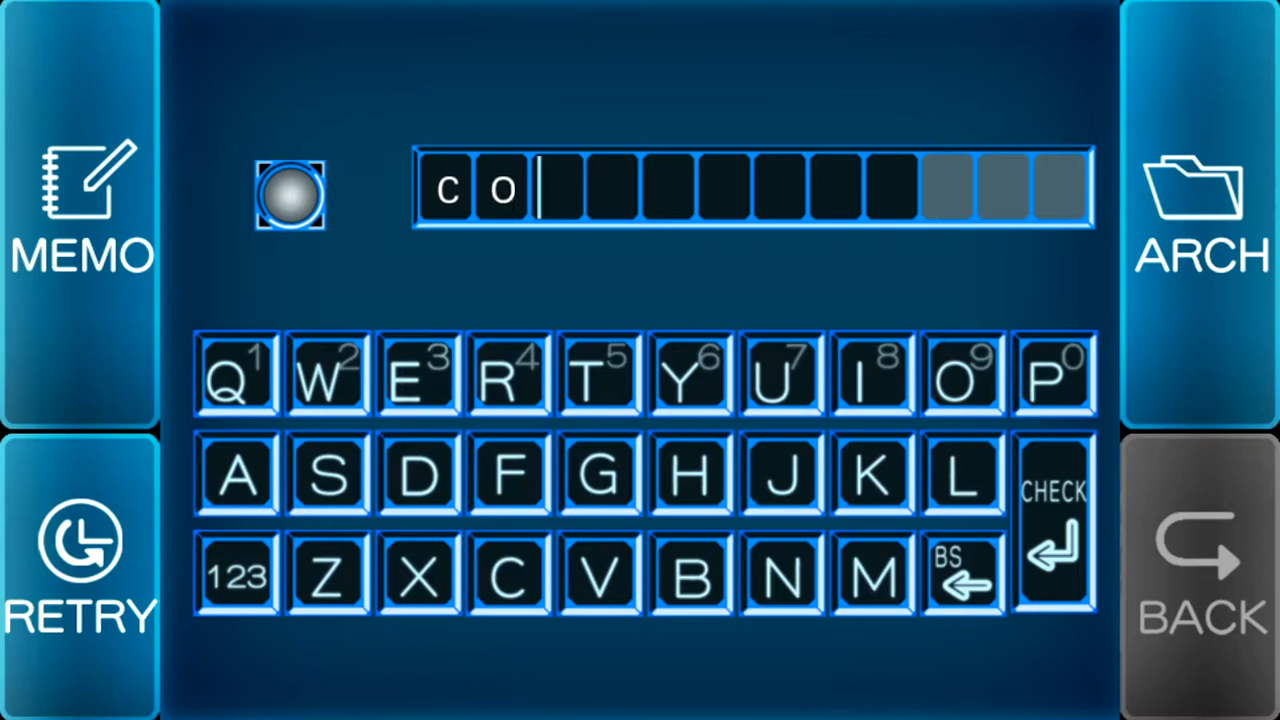 MEMO
RETRY
C O
Q1 W2 E3 R4 T5 Y6 U7 I8 O9 P0
A S D F G H J K L CHECK
123 Z X C V B N M BS
ARCH
BACK